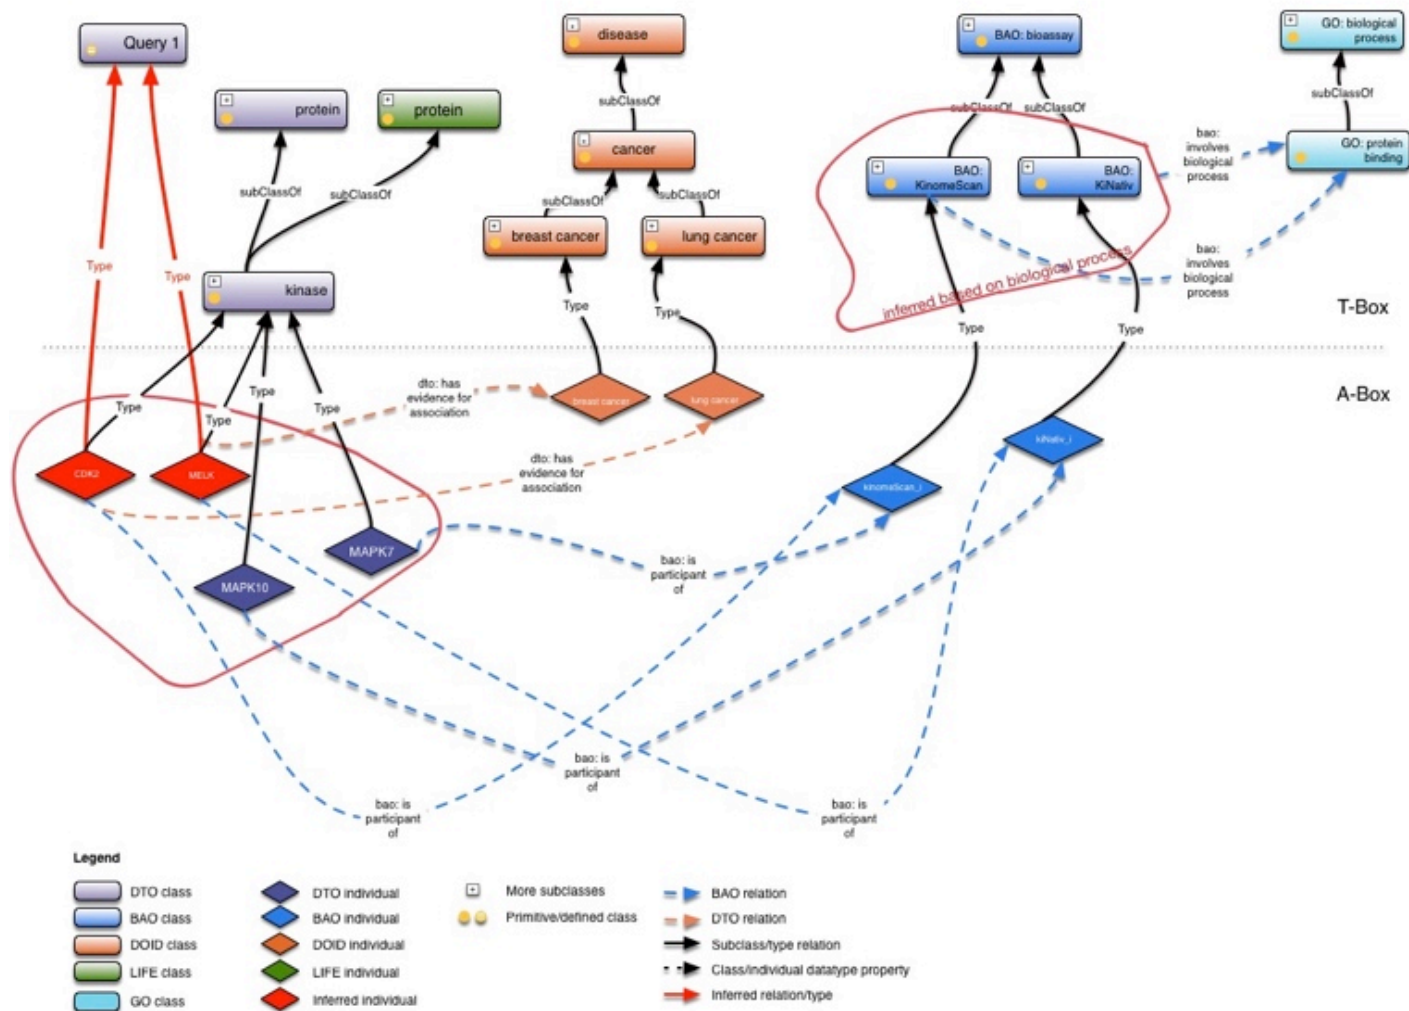 Query 1
disease
BAO: bioassay
GO: biological
process
subClassOf
subClassOf
subClassOf
subClassOf
protein
protein
cancer
bao:
involves
biological
process
GO: protein
binding
BAO:
KinomeScan
BAO:
KiNativ
subClassOf
subClassOf
subClassOf
subClassOf
breast cancer
lung cancer
Type
Type
kinase
inferred based on biological process
bao:
involves
biological
process
Type
Type
T-Box
Type
Type
Type
Type
Type
Type
dto: has
evidence for
association
breast cancer
lung cancer
A-Box
kiNativ_i
CDK2
MELK
dto: has
evidence for
association
kinomeScan_i
MAPK7
MAPK10
bao: is
participant
of
bao: is
participant
of
bao: is
participant
of
bao: is
participant
of
Legend
DTO class
BAO class
DOID class
LIFE class
GO class
DTO individual
BAO individual
DOID individual
LIFE individual
Inferred individual
More subclasses
Primitive/defined class
BAO relation
DTO relation
Subclass/type relation
Class/individual datatype property
Inferred relation/type